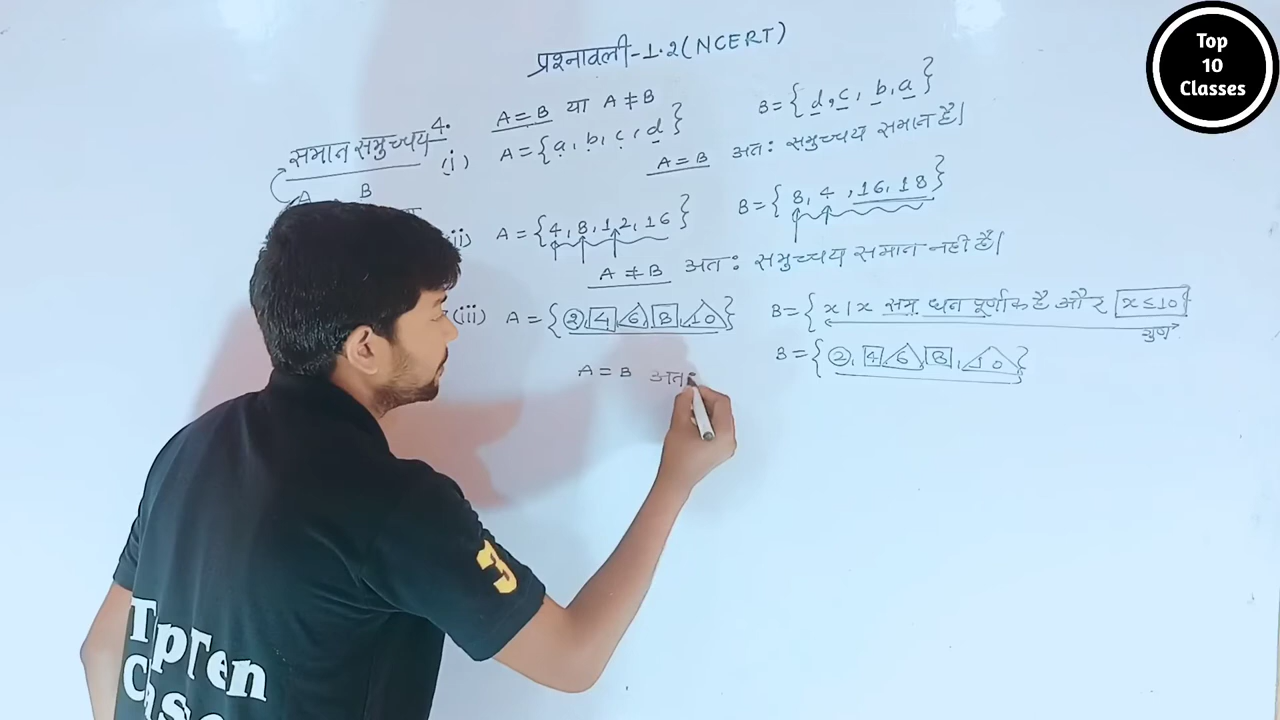 Top
10
Classes
प्रश्नावली-1.2(NCERT)
समान समुच्चय
A B
4. A = B या A ≠ B
(i) A = {a, b, c, d} B = {d, c, b, a}
A = B अतः समुच्चय समान है।
(ii) A = {4, 8, 12, 16} B = {8, 4, 16, 18}
A ≠ B अतः समुच्चय समान नहीं है।
(iii) A = {2, 4, 6, 8, 10} B = {x | x सम धन पूर्णांक है और x ≤ 10}
B = {2, 4, 6, 8, 10}
A = B अतः
3
TopTen